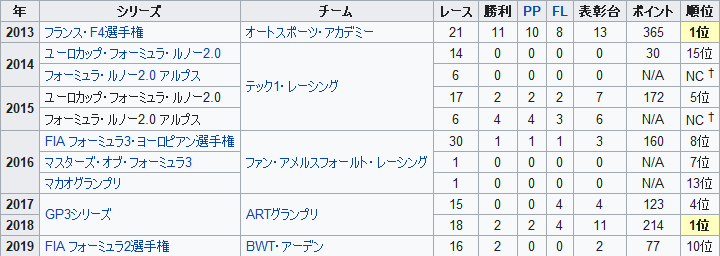 年 シリーズ チーム レース 勝利 PP FL 表彰台 ポイント 順位
2013 フランス・F4選手権 オートスポーツ・アカデミー 21 11 10 8 13 365 1位
2014 ユーロカップ・フォーミュラ・ルノー2.0 テック1・レーシング 14 0 0 0 0 30 15位
フォーミュラ・ルノー2.0 アルプス 6 0 0 0 0 N/A NC †
2015 ユーロカップ・フォーミュラ・ルノー2.0 17 2 2 2 7 172 5位
フォーミュラ・ルノー2.0 アルプス 6 4 4 3 6 N/A NC †
2016 FIA フォーミュラ3・ヨーロピアン選手権 ファン・アメルスフォールト・レーシング 30 1 1 1 3 160 8位
マスターズ・オブ・フォーミュラ3 1 0 0 0 0 N/A 7位
マカオグランプリ 1 0 0 0 0 N/A 13位
2017 GP3シリーズ ARTグランプリ 15 0 0 4 4 123 4位
2018 18 2 2 4 11 214 1位
2019 FIA フォーミュラ2選手権 BWT・アーデン 16 2 0 0 2 77 10位